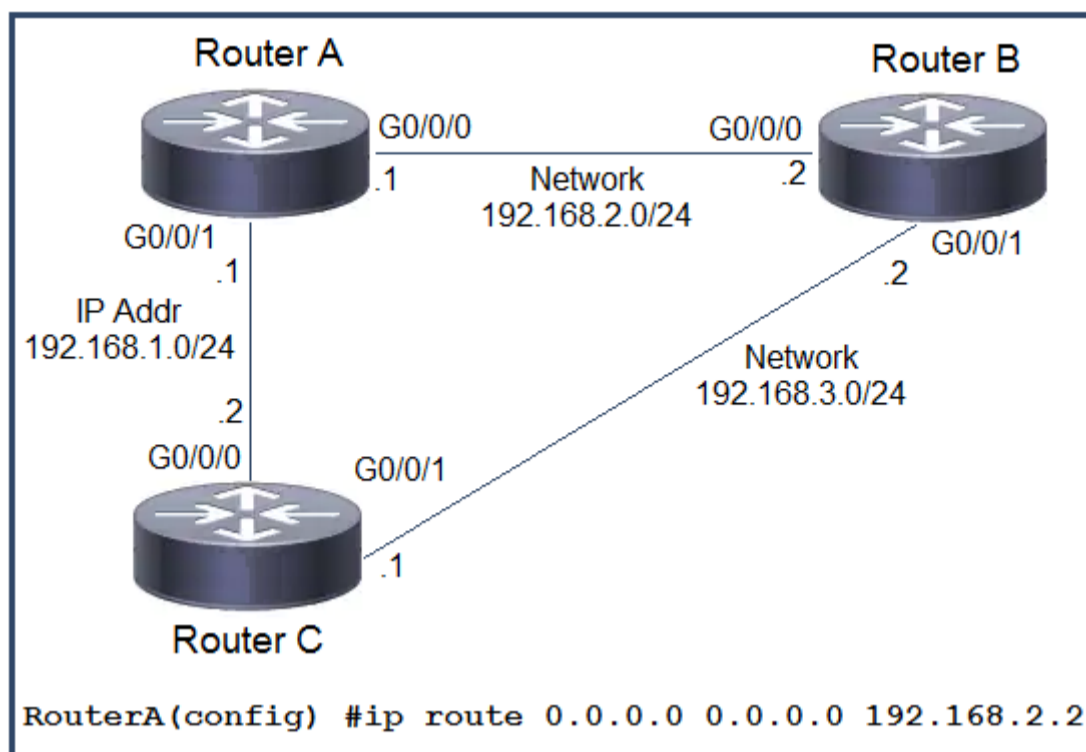 Router A
Router B
G0/0/0
G0/0/0
.1
Network
192.168.2.0/24
.2
G0/0/1
.1
G0/0/1
.2
IP Addr
192.168.1.0/24
Network
192.168.3.0/24
.2
G0/0/0
G0/0/1
.1
Router C
RouterA(config) #ip route 0.0.0.0 0.0.0.0 192.168.2.2